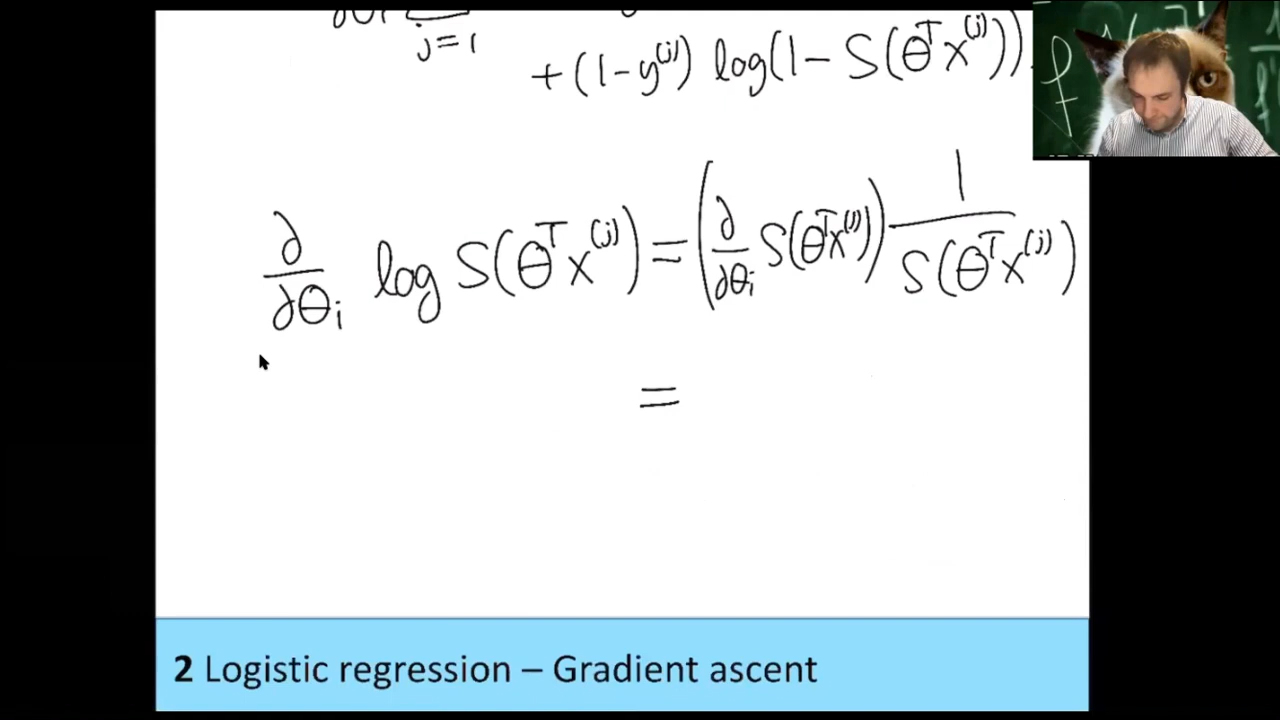 j=1
+ (1-y^(j)) log(1- S(θ^T x^(j)))
∂/∂θ_i log S(θ^T x^(j)) = (∂/∂θ_i S(θ^T x^(j))) 1/S(θ^T x^(j))
=
2 Logistic regression – Gradient ascent